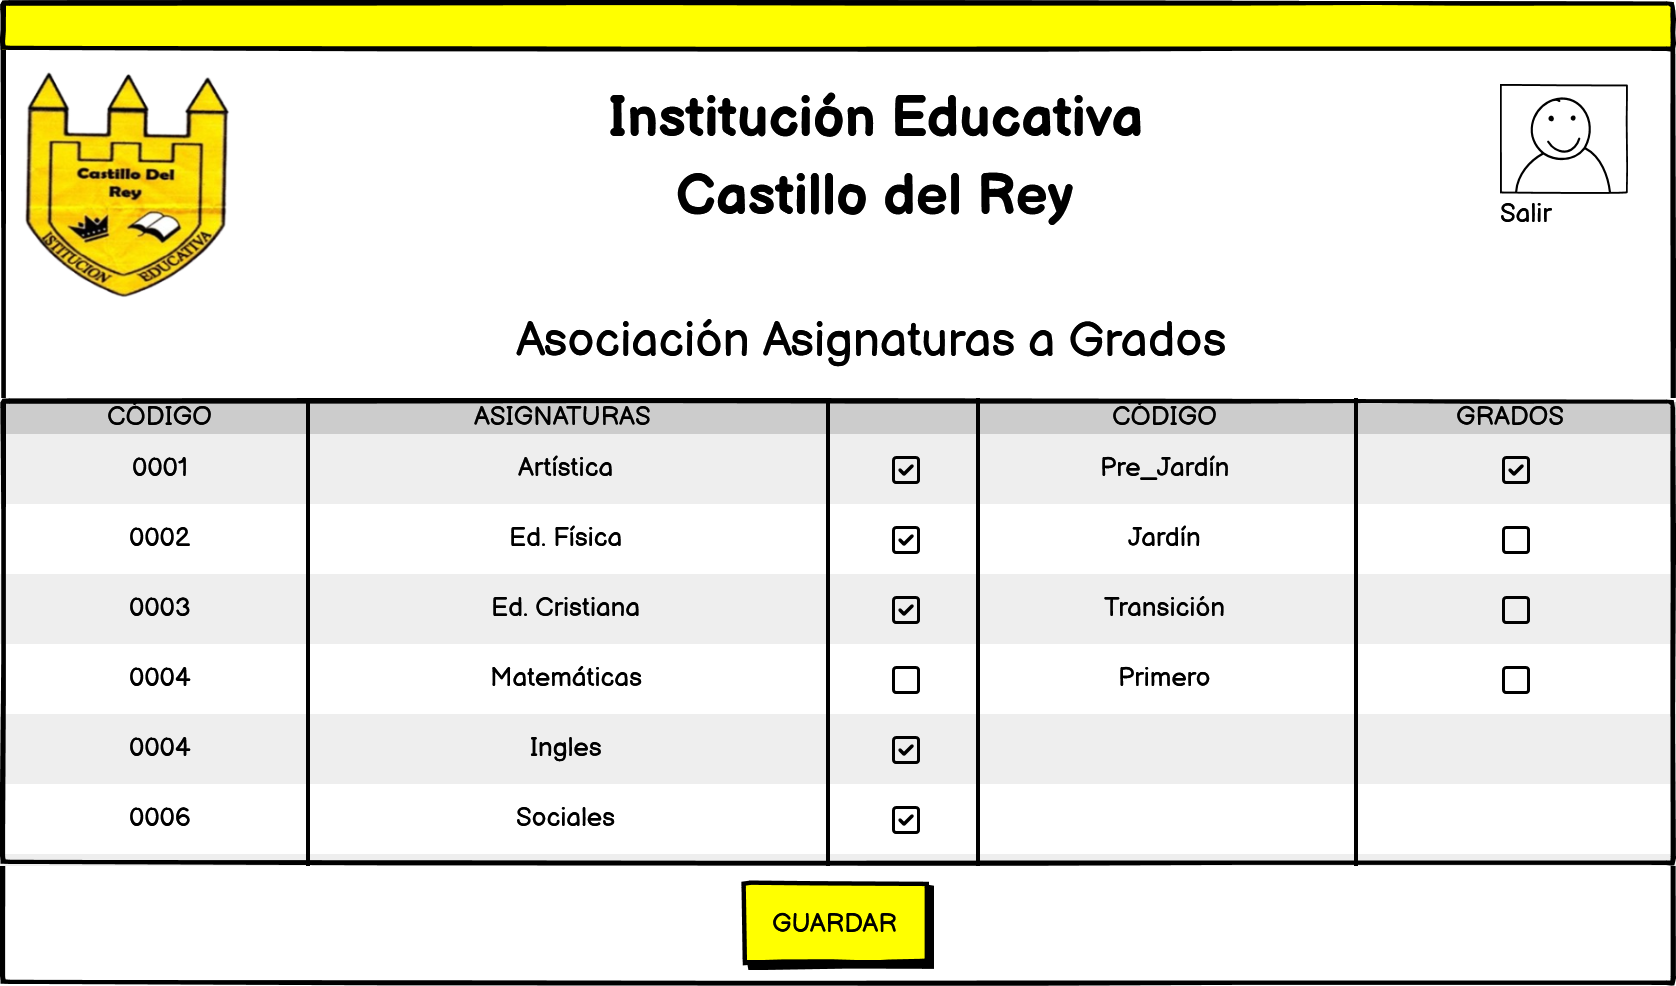 Institución Educativa
Castillo del Rey
Castillo Del
Rey
ISTITUCION EDUCATIVA
Salir
Asociación Asignaturas a Grados
CÓDIGO ASIGNATURAS CÓDIGO GRADOS
0001 Artística Pre_Jardín
0002 Ed. Física Jardín
0003 Ed. Cristiana Transición
0004 Matemáticas Primero
0004 Ingles
0006 Sociales
GUARDAR